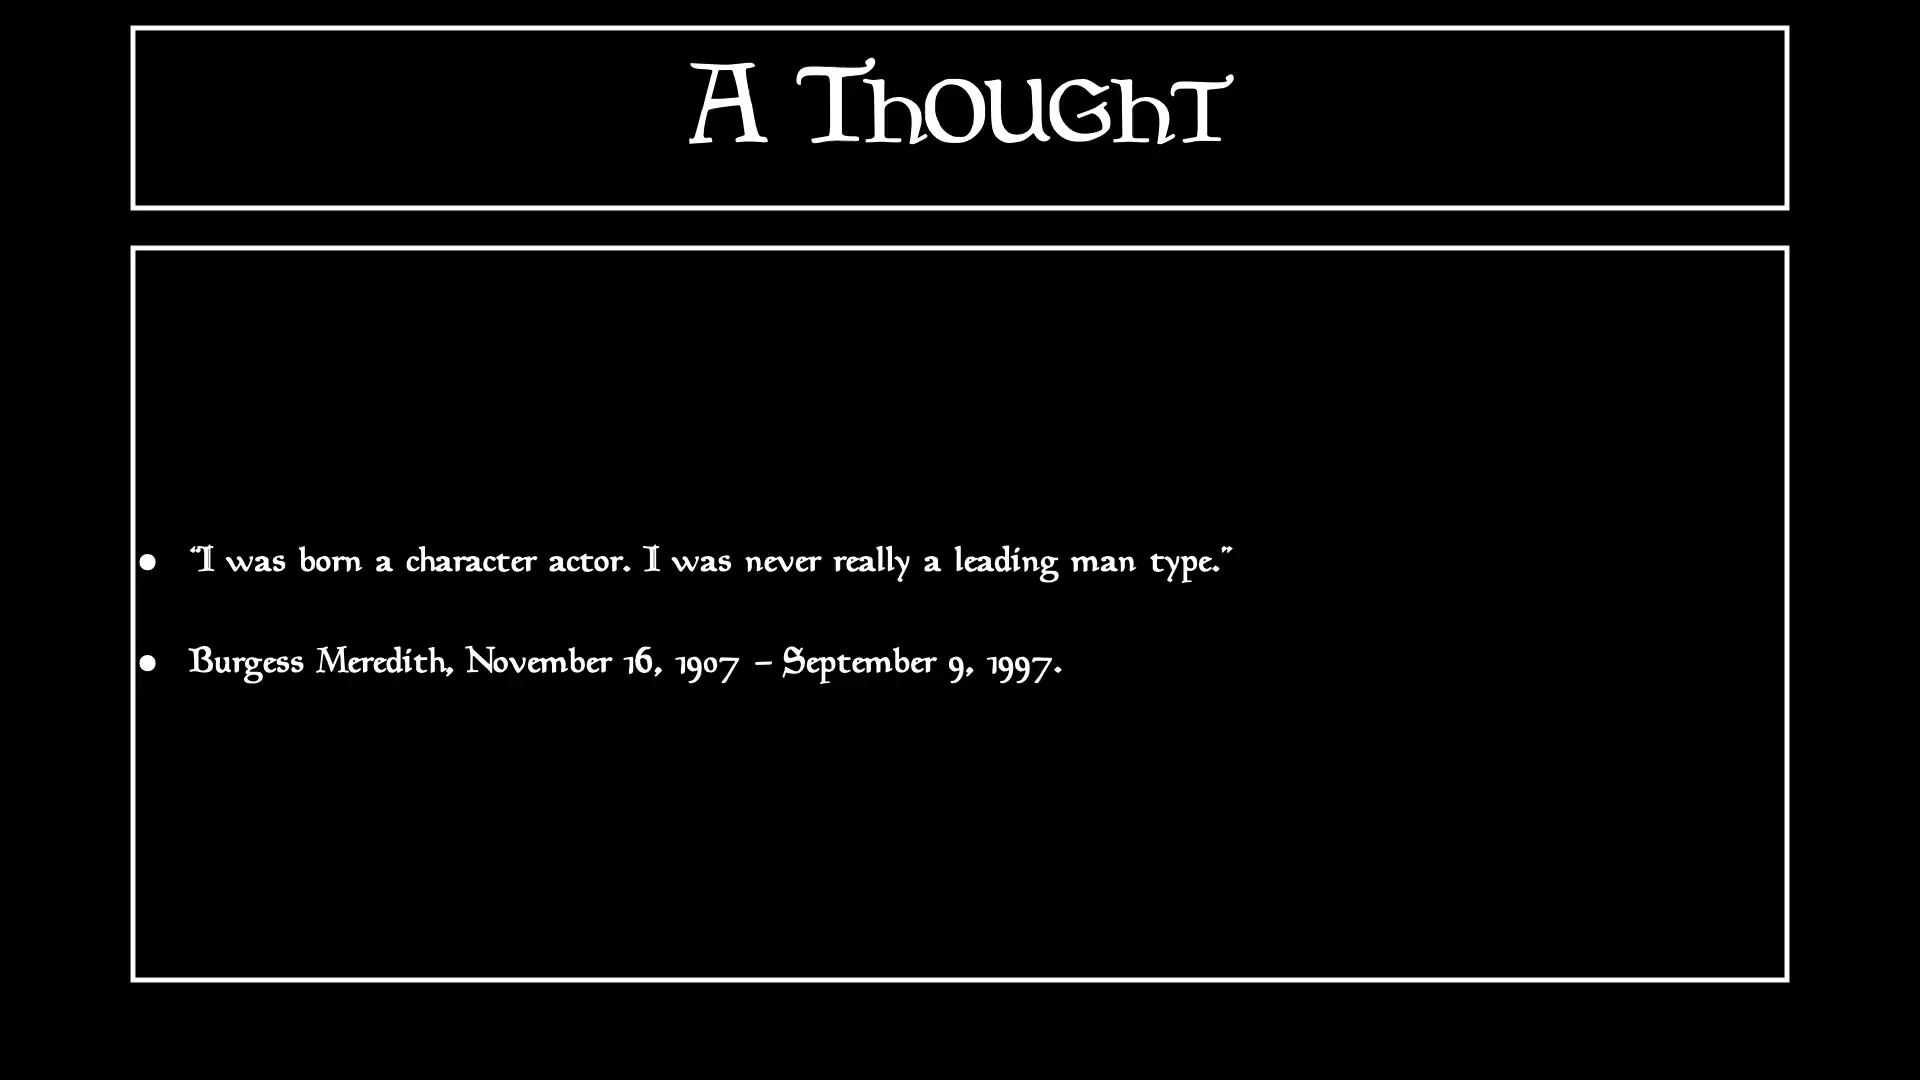 A Thought
• “I was born a character actor. I was never really a leading man type.”
• Burgess Meredith, November 16, 1907 – September 9, 1997.